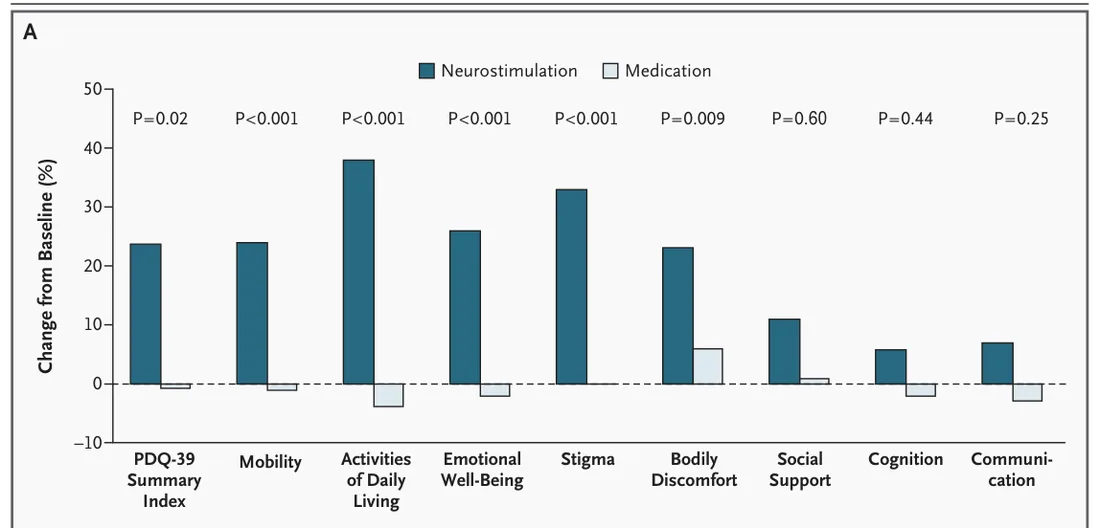 A
Neurostimulation Medication
50
P=0.02 P<0.001 P<0.001 P<0.001 P<0.001 P=0.009 P=0.60 P=0.44 P=0.25
40
30
20
10
0
−10
Change from Baseline (%)
PDQ-39 Summary Index
Mobility
Activities of Daily Living
Emotional Well-Being
Stigma
Bodily Discomfort
Social Support
Cognition
Communi-
cation